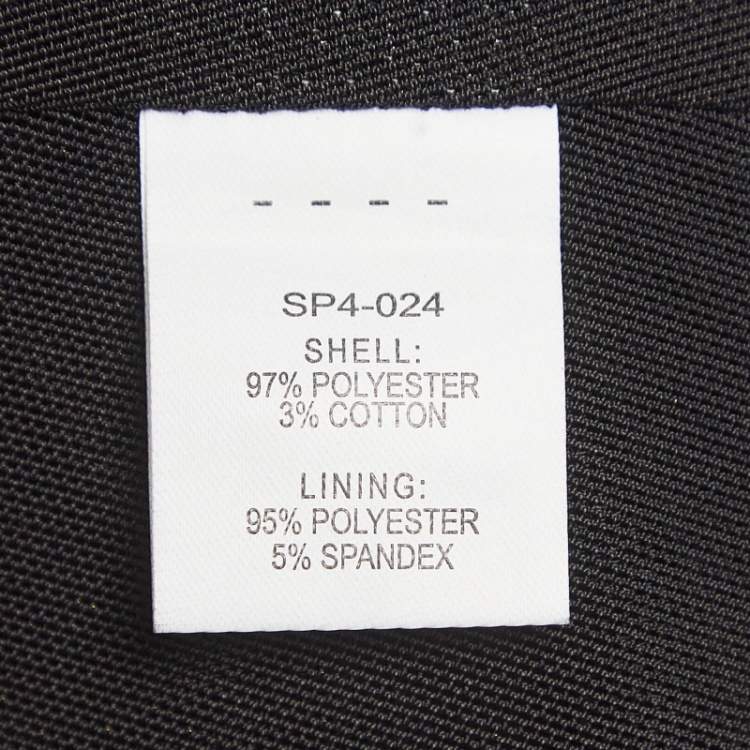 - - - -
SP4-024
SHELL:
97% POLYESTER
3% COTTON
LINING:
95% POLYESTER
5% SPANDEX